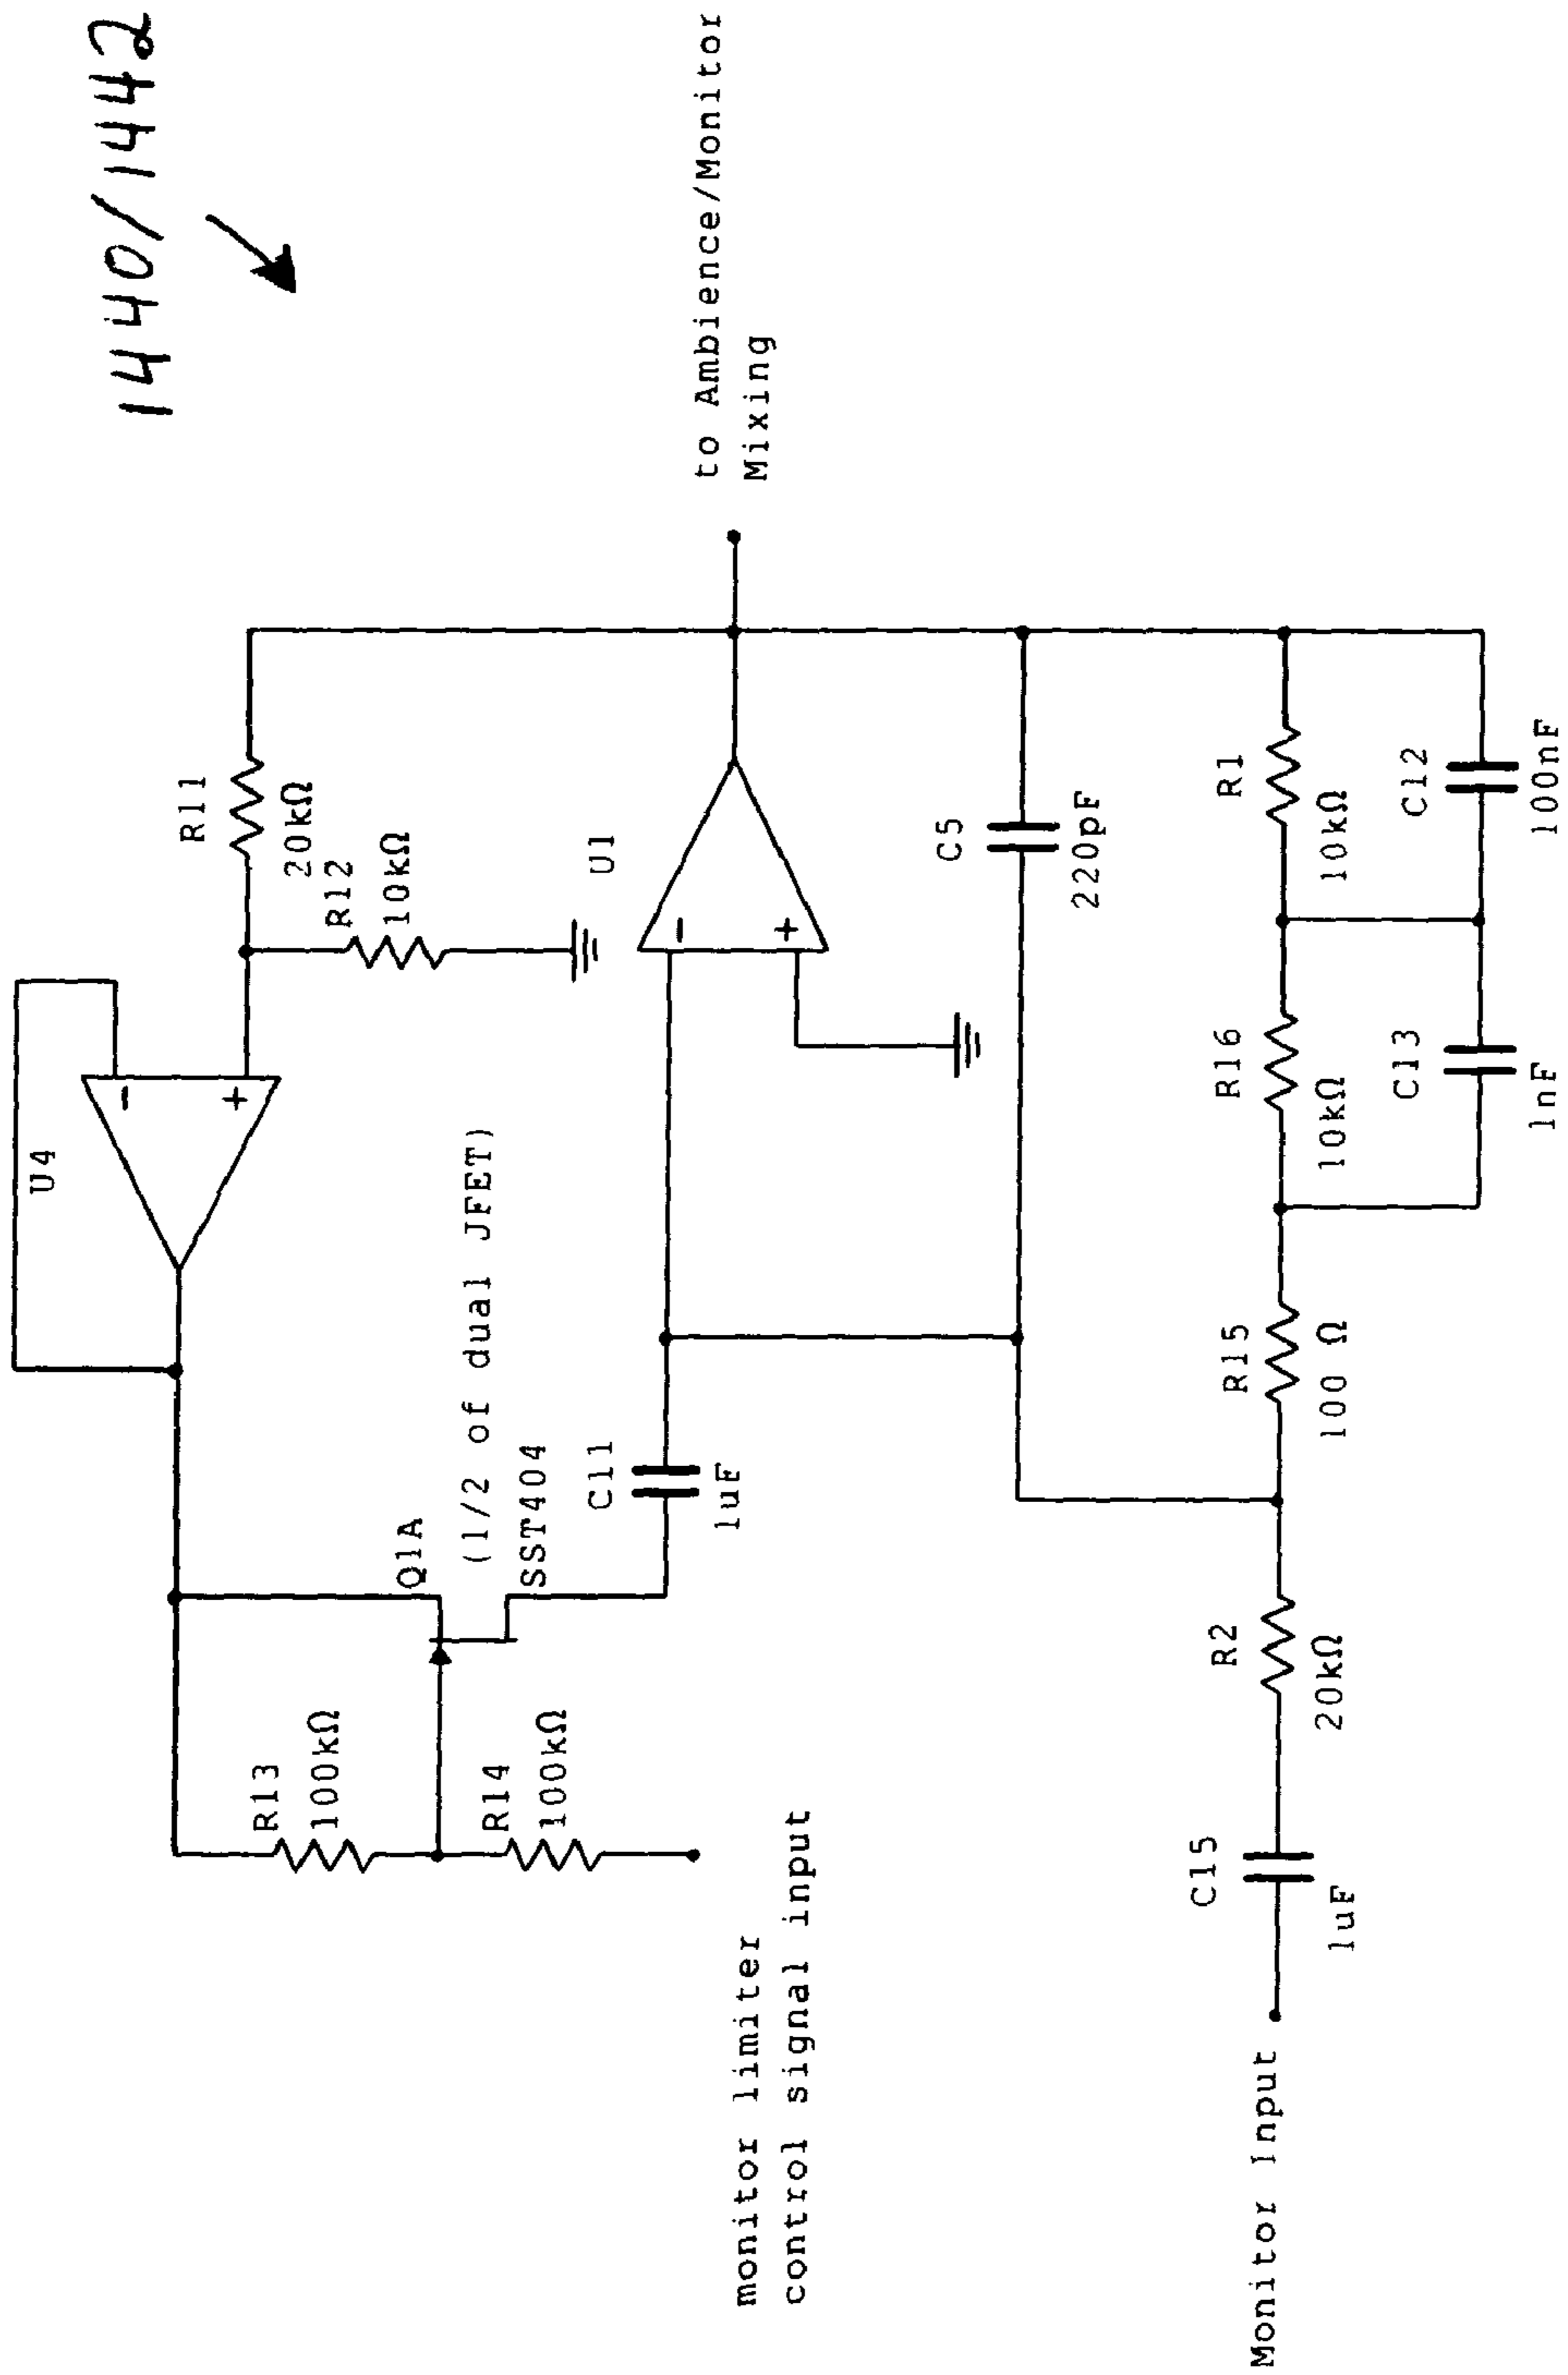 1440/1442
U4
R11
20kΩ
R12
10kΩ
R13
100kΩ
Q1A
(1/2 of dual JFET)
SST404
R14
100kΩ
C11
1uF
U1
-
+
-
+
to Ambience/Monitor
Mixing
monitor limiter
control signal input
C5
220pF
Monitor Input
C15
1uF
R2
20kΩ
R15
100 Ω
R16
10kΩ
R1
10kΩ
C13
1nF
C12
100nF